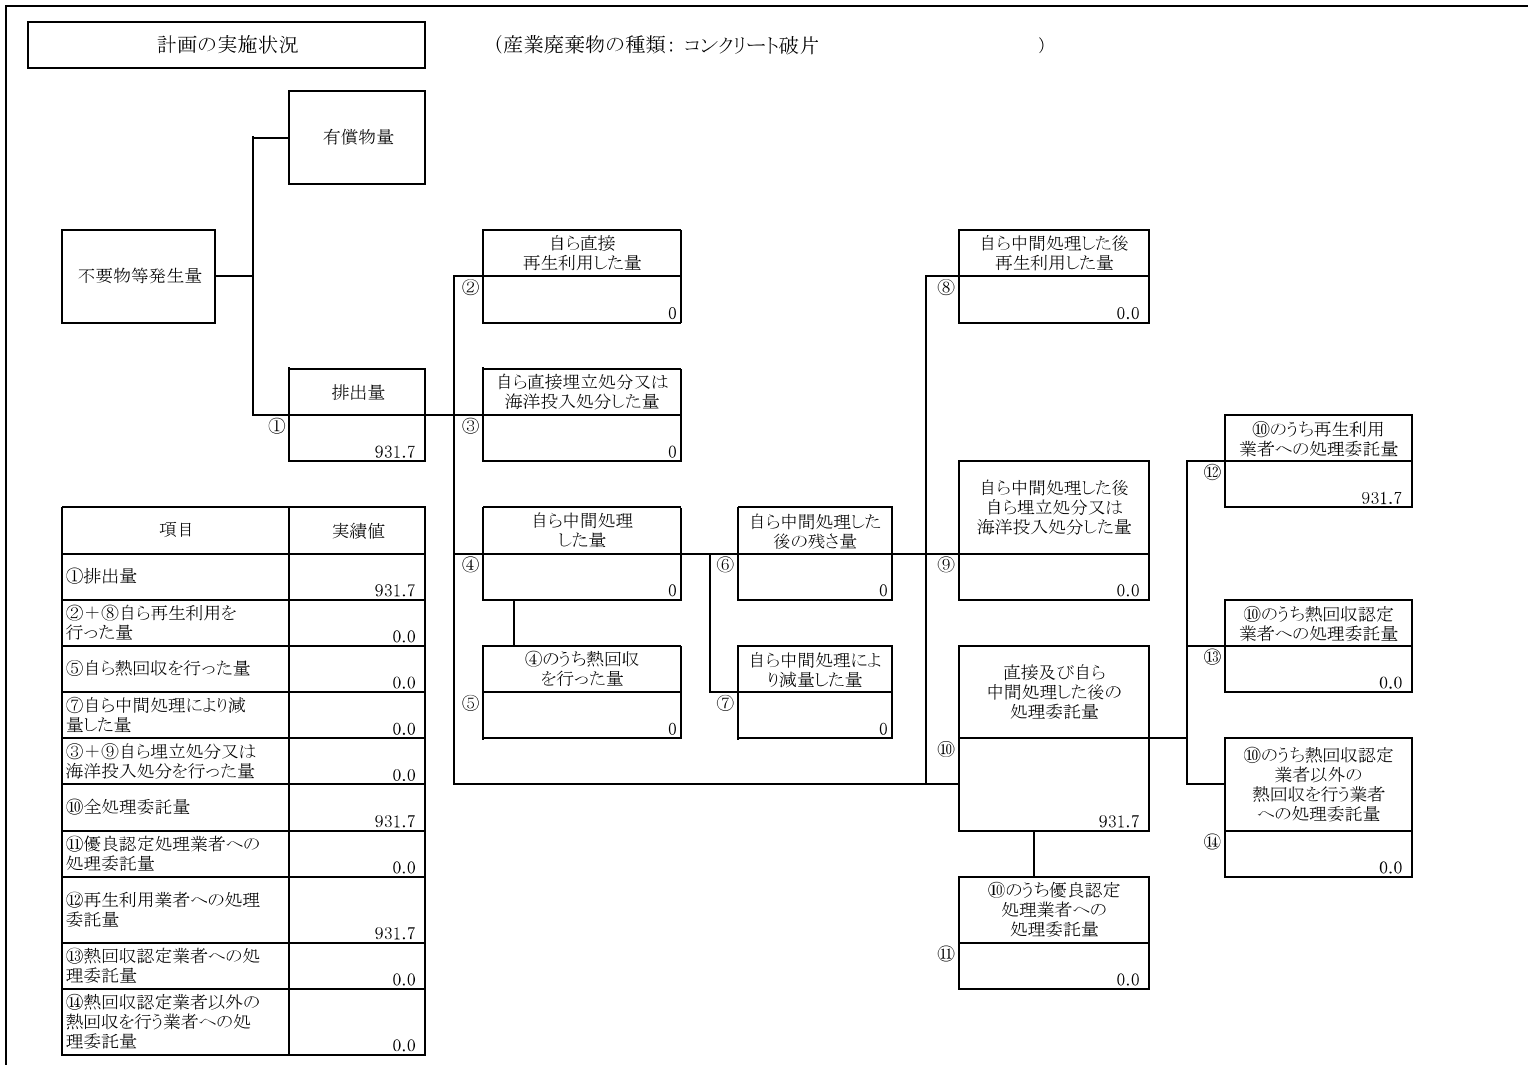 計画の実施状況
（産業廃棄物の種類：コンクリート破片 ）
有償物量
不要物等発生量
排出量
①
931.7
自ら直接
再生利用した量
②
0
自ら直接埋立処分又は
海洋投入処分した量
③
0
自ら中間処理
した量
④
0
④のうち熱回収
を行った量
⑤
0
自ら中間処理した
後の残さ量
⑥
0
自ら中間処理によ
り減量した量
⑦
0
自ら中間処理した後
再生利用した量
⑧
0.0
自ら中間処理した後
自ら埋立処分又は
海洋投入処分した量
⑨
0.0
直接及び自ら
中間処理した後の
処理委託量
⑩
931.7
⑩のうち優良認定
処理業者への
処理委託量
⑪
0.0
⑩のうち再生利用
業者への処理委託量
⑫
931.7
⑩のうち熱回収認定
業者への処理委託量
⑬
0.0
⑩のうち熱回収認定
業者以外の
熱回収を行う業者
への処理委託量
⑭
0.0
項目 実績値
①排出量
931.7
②＋⑧自ら再生利用を
行った量
0.0
⑤自ら熱回収を行った量
0.0
⑦自ら中間処理により減
量した量
0.0
③＋⑨自ら埋立処分又は
海洋投入処分を行った量
0.0
⑩全処理委託量
931.7
⑪優良認定処理業者への
処理委託量
0.0
⑫再生利用業者への処理
委託量
931.7
⑬熱回収認定業者への処
理委託量
0.0
⑭熱回収認定業者以外の
熱回収を行う業者への処
理委託量
0.0